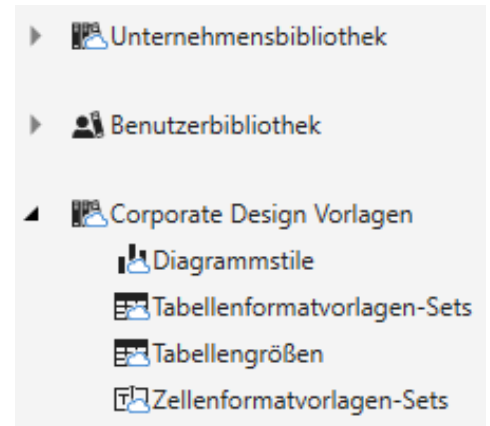 Unternehmensbibliothek
Benutzerbibliothek
Corporate Design Vorlagen
Diagrammstile
Tabellenformatvorlagen-Sets
Tabellengrößen
Zellenformatvorlagen-Sets